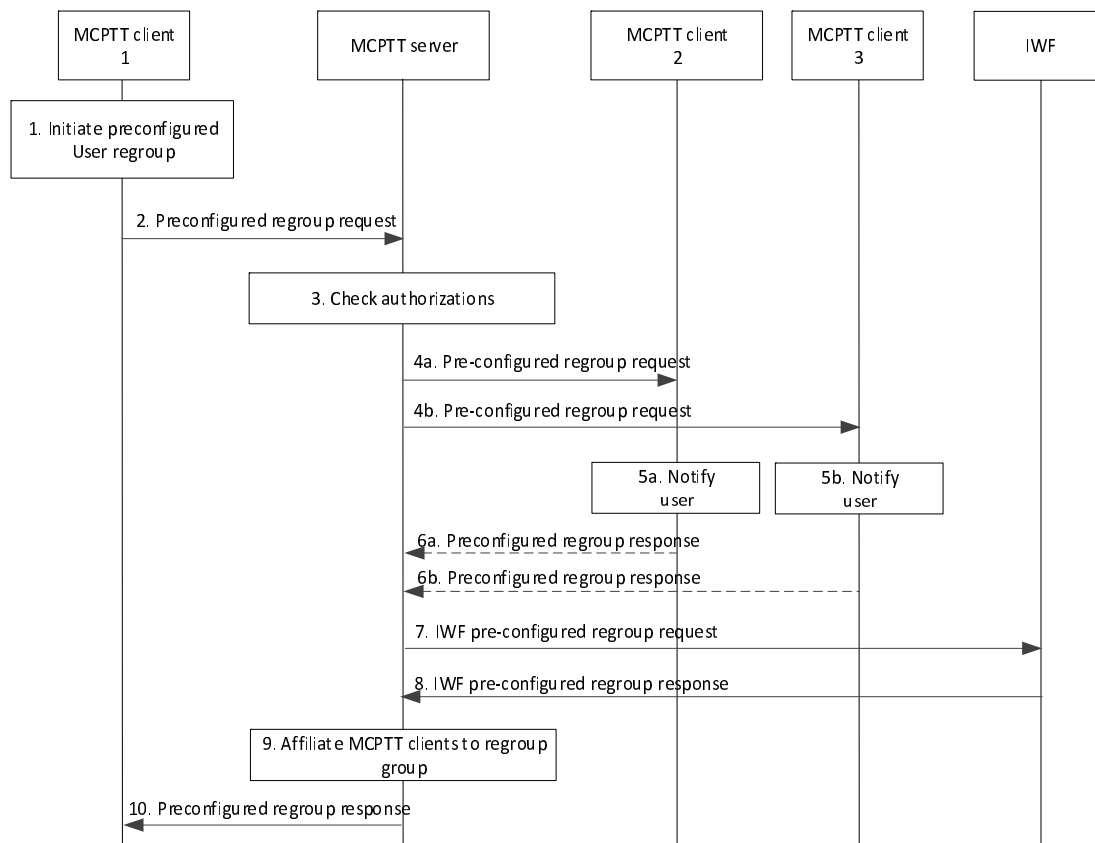 MCPTT client
1
MCPTT server
MCPTT client
2
MCPTT client
3
IWF
1. Initiate preconfigured
User regroup
2. Preconfigured regroup request
3. Check authorizations
4a. Pre-configured regroup request
4b. Pre-configured regroup request
5a. Notify
user
5b. Notify
user
6a. Preconfigured regroup response
6b. Preconfigured regroup response
7. IWF pre-configured regroup request
8. IWF pre-configured regroup response
9. Affiliate MCPTT clients to regroup
group
10. Preconfigured regroup response